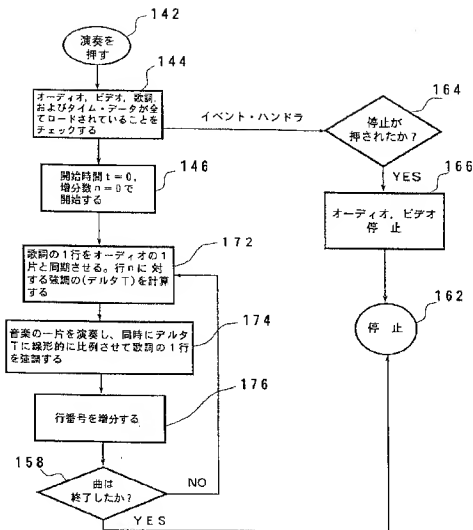 142
演奏を
押す
144
オーディオ，ビデオ，歌詞，
およびタイム・データが全
てロードされていることを
チェックする
イベント・ハンドラ
164
停止が
押されたか？
YES
166
オーディオ，ビデオ
停 止
162
停 止
146
開始時間 t＝0，
増分数 n＝0で
開始する
172
歌詞の1行をオーディオの1
片と同期させる。行nに 対
する強調の(デルタT)を計算
する
174
音楽の一片を演奏し、同時にデルタ
Tに線形的に比例させて歌詞の1行
を強調する
176
行番号を増分する
158
曲は
終了したか？
NO
YES